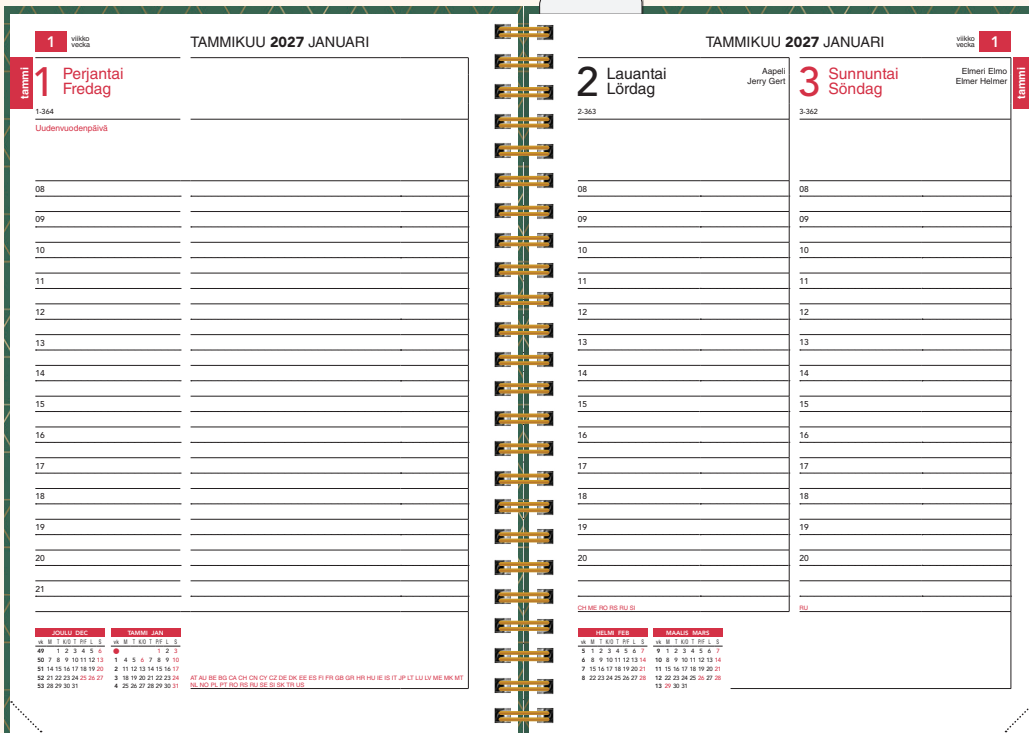 1
viikko
vecka
TAMMIKUU 2027 JANUARI
tammi
1
Perjantai
Fredag
1-364
Uudenvuodenpäivä
08
09
10
11
12
13
14
15
16
17
18
19
20
21
JOULU DEC
vk M T K/O T P/F L S
49 1 2 3 4 5 6
50 7 8 9 10 11 12 13
51 14 15 16 17 18 19 20
52 21 22 23 24 25 26 27
53 28 29 30 31
TAMMI JAN
vk M T K/O T P/F L S
1 2 3
1 4 5 6 7 8 9 10
2 11 12 13 14 15 16 17
3 18 19 20 21 22 23 24
4 25 26 27 28 29 30 31
AT AU BE BG CA CH CN CY CZ DE DK EE ES FI FR GB GR HR HU IE IS IT JP LT LU LV ME MK MT
NL NO PL PT RO RS RU SE SI SK TR US
TAMMIKUU 2027 JANUARI
viikko
vecka
1
2
Lauantai
Lördag
Aapeli
Jerry Gert
2-363
08
09
10
11
12
13
14
15
16
17
18
19
20
CH ME RO RS RU SI
3
Sunnuntai
Söndag
Elmeri Elmo
Elmer Helmer
tammi
3-362
08
09
10
11
12
13
14
15
16
17
18
19
20
RU
HELMI FEB
vk M T K/O T P/F L S
5 1 2 3 4 5 6 7
6 8 9 10 11 12 13 14
7 15 16 17 18 19 20 21
8 22 23 24 25 26 27 28
MAALIS MARS
vk M T K/O T P/F L S
9 1 2 3 4 5 6 7
10 8 9 10 11 12 13 14
11 15 16 17 18 19 20 21
12 22 23 24 25 26 27 28
13 29 30 31